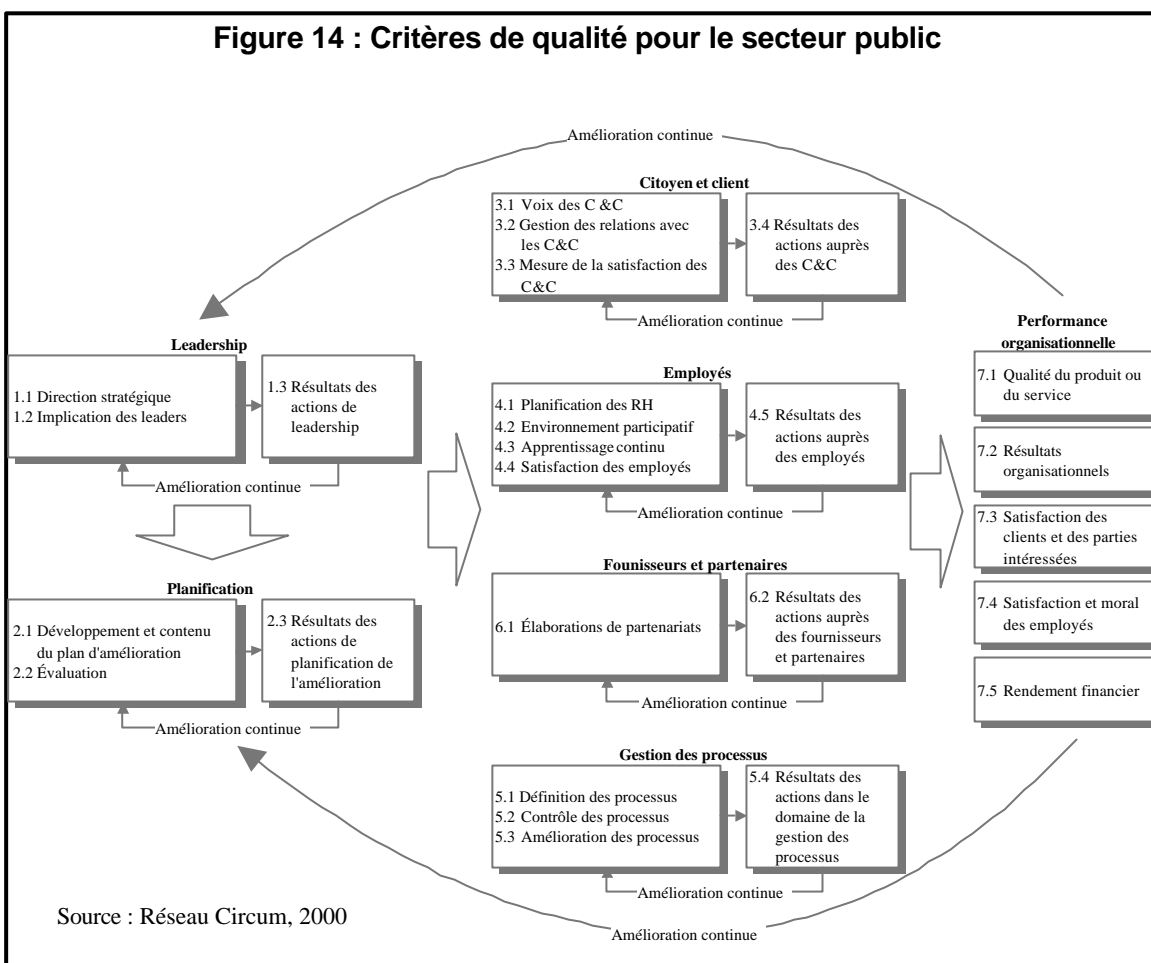 Figure 14 : Critères de qualité pour le secteur public
Amélioration continue
Citoyen et client
3.1 Voix des C &C
3.2 Gestion des relations avec
les C&C
3.3 Mesure de la satisfaction des
C&C
3.4 Résultats des
actions auprès
des C&C
Amélioration continue
Leadership
1.1 Direction stratégique
1.2 Implication des leaders
1.3 Résultats des
actions de
leadership
Amélioration continue
Planification
2.1 Développement et contenu
du plan d'amélioration
2.2 Évaluation
2.3 Résultats des
actions de
planification de
l'amélioration
Amélioration continue
Employés
4.1 Planification des RH
4.2 Environnement participatif
4.3 Apprentissage continu
4.4 Satisfaction des employés
4.5 Résultats des
actions auprès
des employés
Amélioration continue
Founisseurs et partenaires
6.1 Élaborations de partenariats
6.2 Résultats des
actions auprès
des fournisseurs
et partenaires
Amélioration continue
Gestion des processus
5.1 Définition des processus
5.2 Contrôle des processus
5.3 Amélioration des processus
5.4 Résultats des
actions dans le
domaine de la
gestion des
processus
Amélioration continue
Performance
organisationnelle
7.1 Qualité du produit ou
du service
7.2 Résultats
organisationnels
7.3 Satisfaction des
clients et des parties
intéressées
7.4 Satisfaction et moral
des employés
7.5 Rendement financier
Amélioration continue
Source : Réseau Circum, 2000